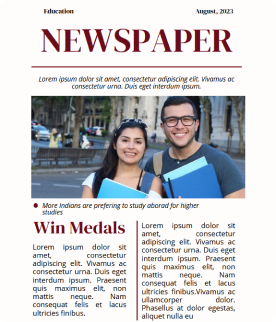 Education
August, 2023
NEWSPAPER
Lorem ipsum dolor sit amet, consectetur adipiscing elit. Vivamus ac
consectetur urna. Duis eget interdum ipsum.
More Indians are prefering to study aborad for higher
studies
Win Medals
Lorem ipsum dolor sit
amet, consectetur
adipiscing elit. Vivamus ac
consectetur urna. Duis eget
interdum ipsum. Praesent
quis maximus elit, non
mattis neque. Nam
consequat felis et lacus
ultricies finibus.
Lorem ipsum dolor sit
amet, consectetur
adipiscing elit. Vivamus ac
consectetur urna. Duis eget
interdum ipsum. Praesent
quis maximus elit, non
mattis neque. Nam
consequat felis et lacus
ultricies finibus.Vivamus ac
ullamcorper dolor.
Phasellus at dolor egestas,
aliquet nulla eu